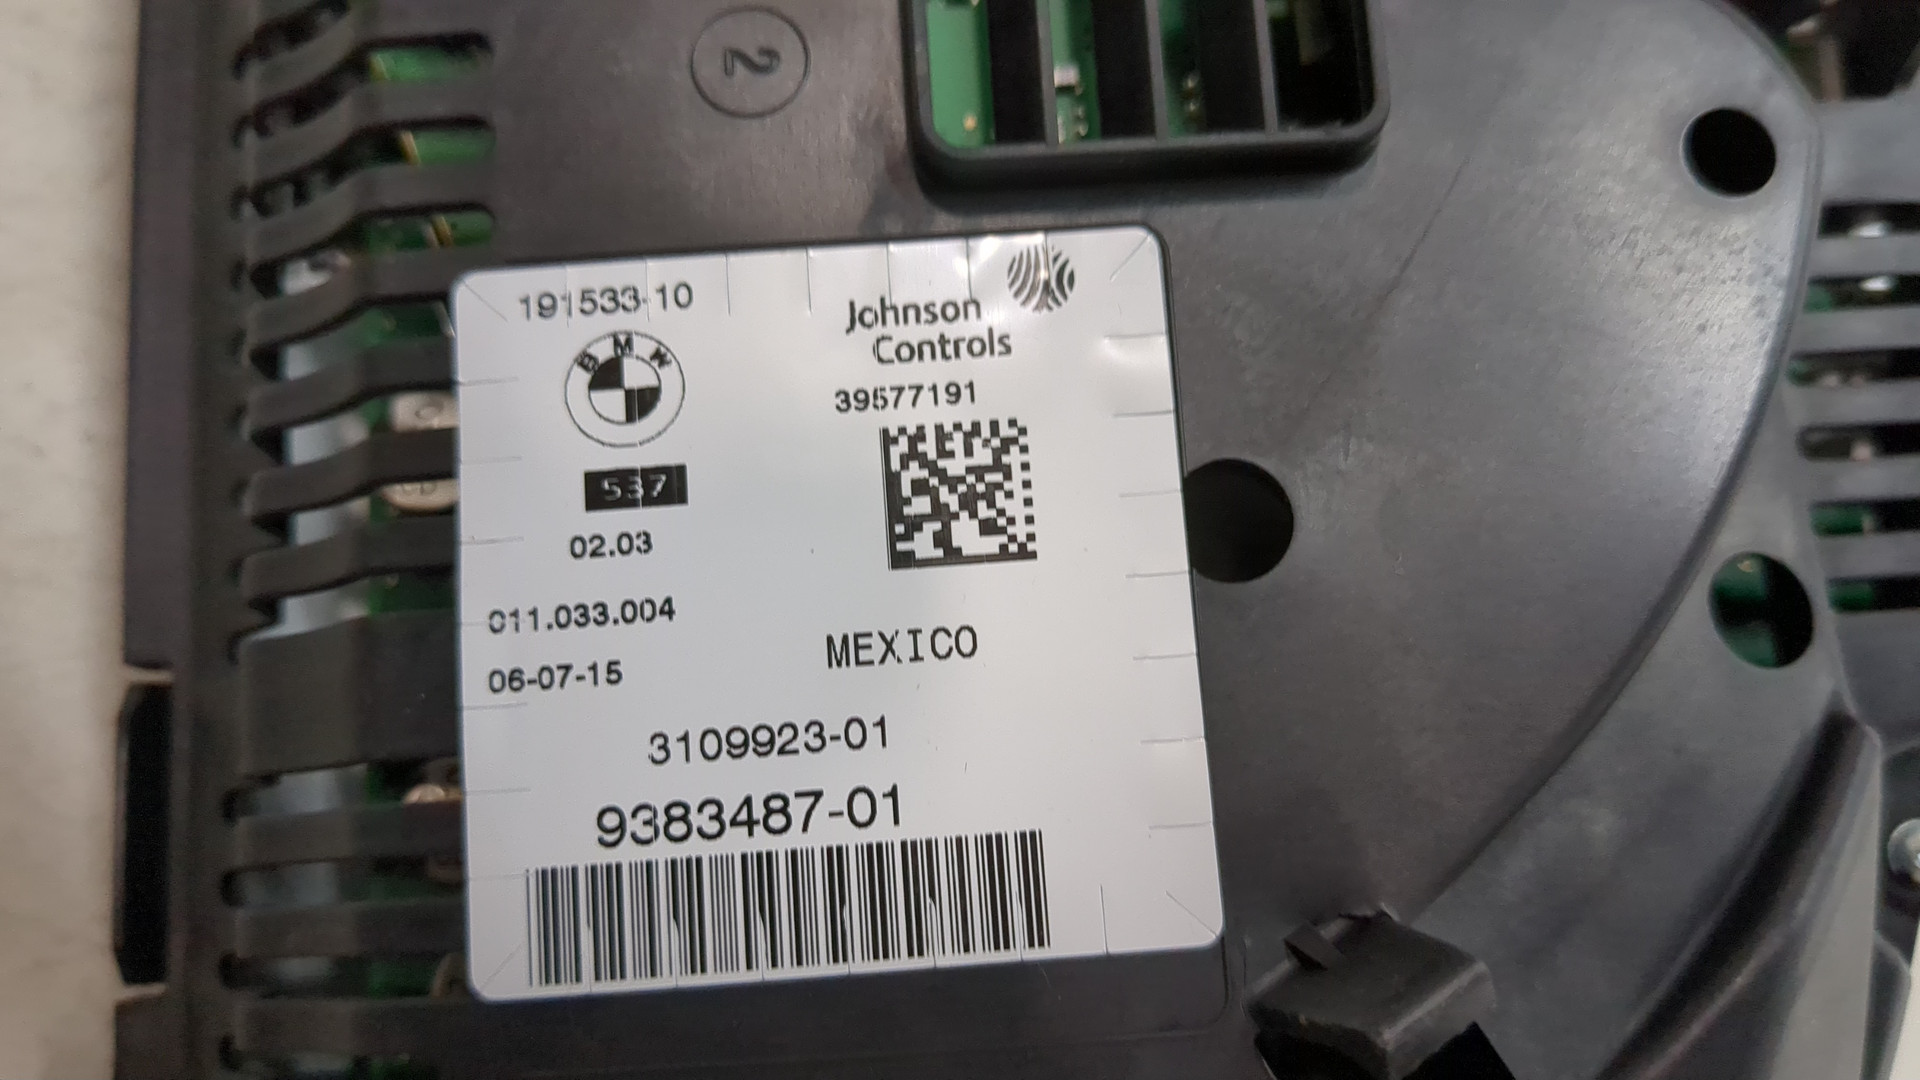 2
191533-10
Johnson
Controls
BMW
39577191
537
02.03
011.033.004
MEXICO
06-07-15
3109923-01
9383487-01